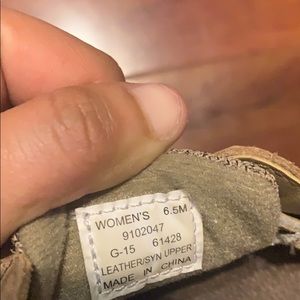 WOMEN'S 6.5M
9102047
G-15 61428
LEATHER/SYN UPPER
MADE IN CHINA